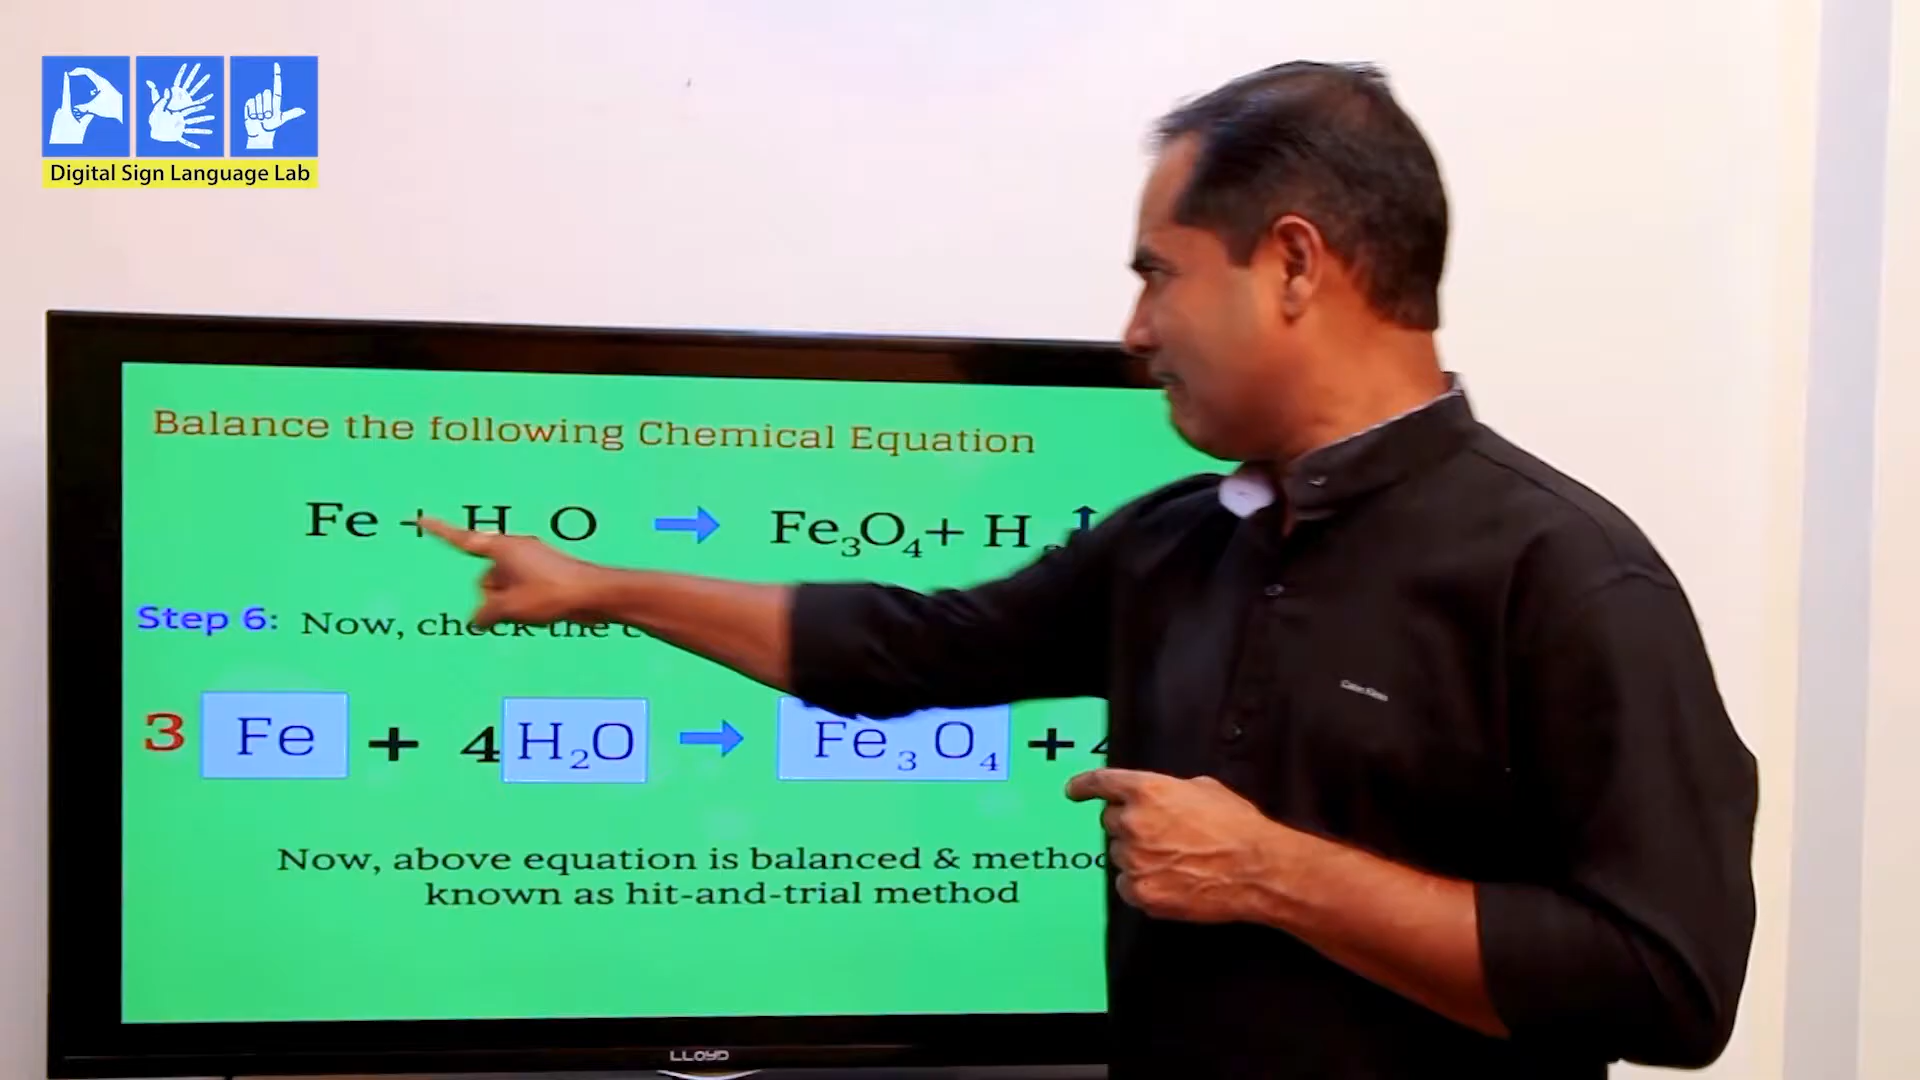 Digital Sign Language Lab
Balance the following Chemical Equation
Fe + H O → Fe₃O₄ + H ↑
Step 6: Now, check the
3 Fe + 4 H₂O → Fe₃O₄ + 4
Now, above equation is balanced &
known as hit-and-trial method
LLOYD